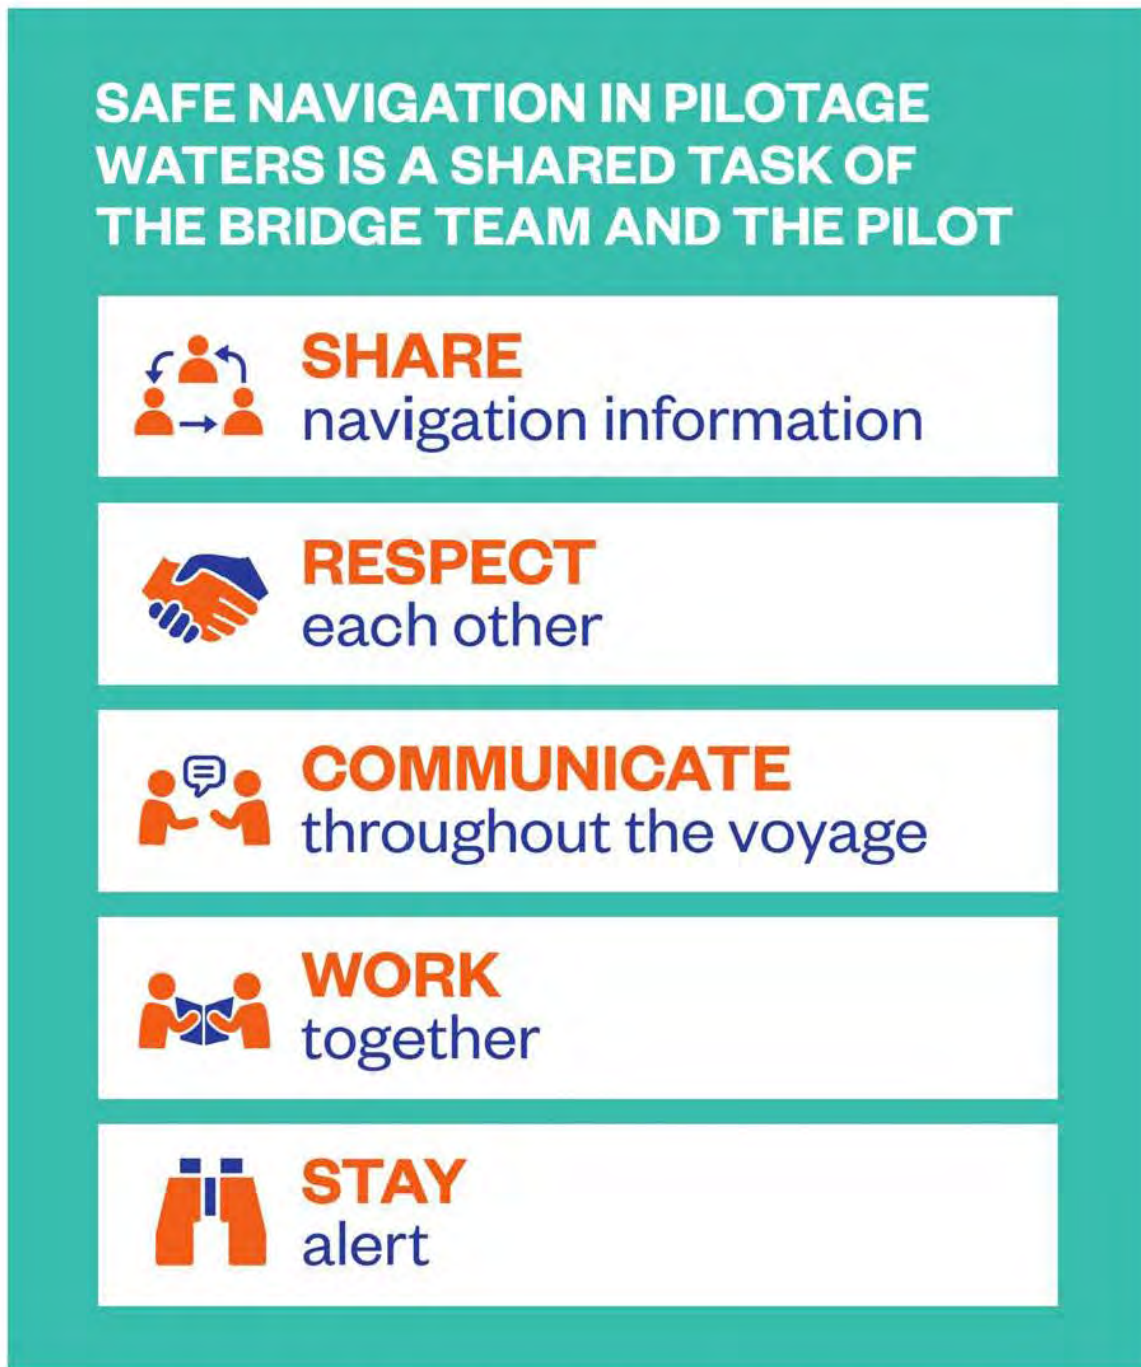 SAFE NAVIGATION IN PILOTAGE
WATERS IS A SHARED TASK OF
THE BRIDGE TEAM AND THE PILOT
SHARE
navigation information
RESPECT
each other
COMMUNICATE
throughout the voyage
WORK
together
STAY
alert